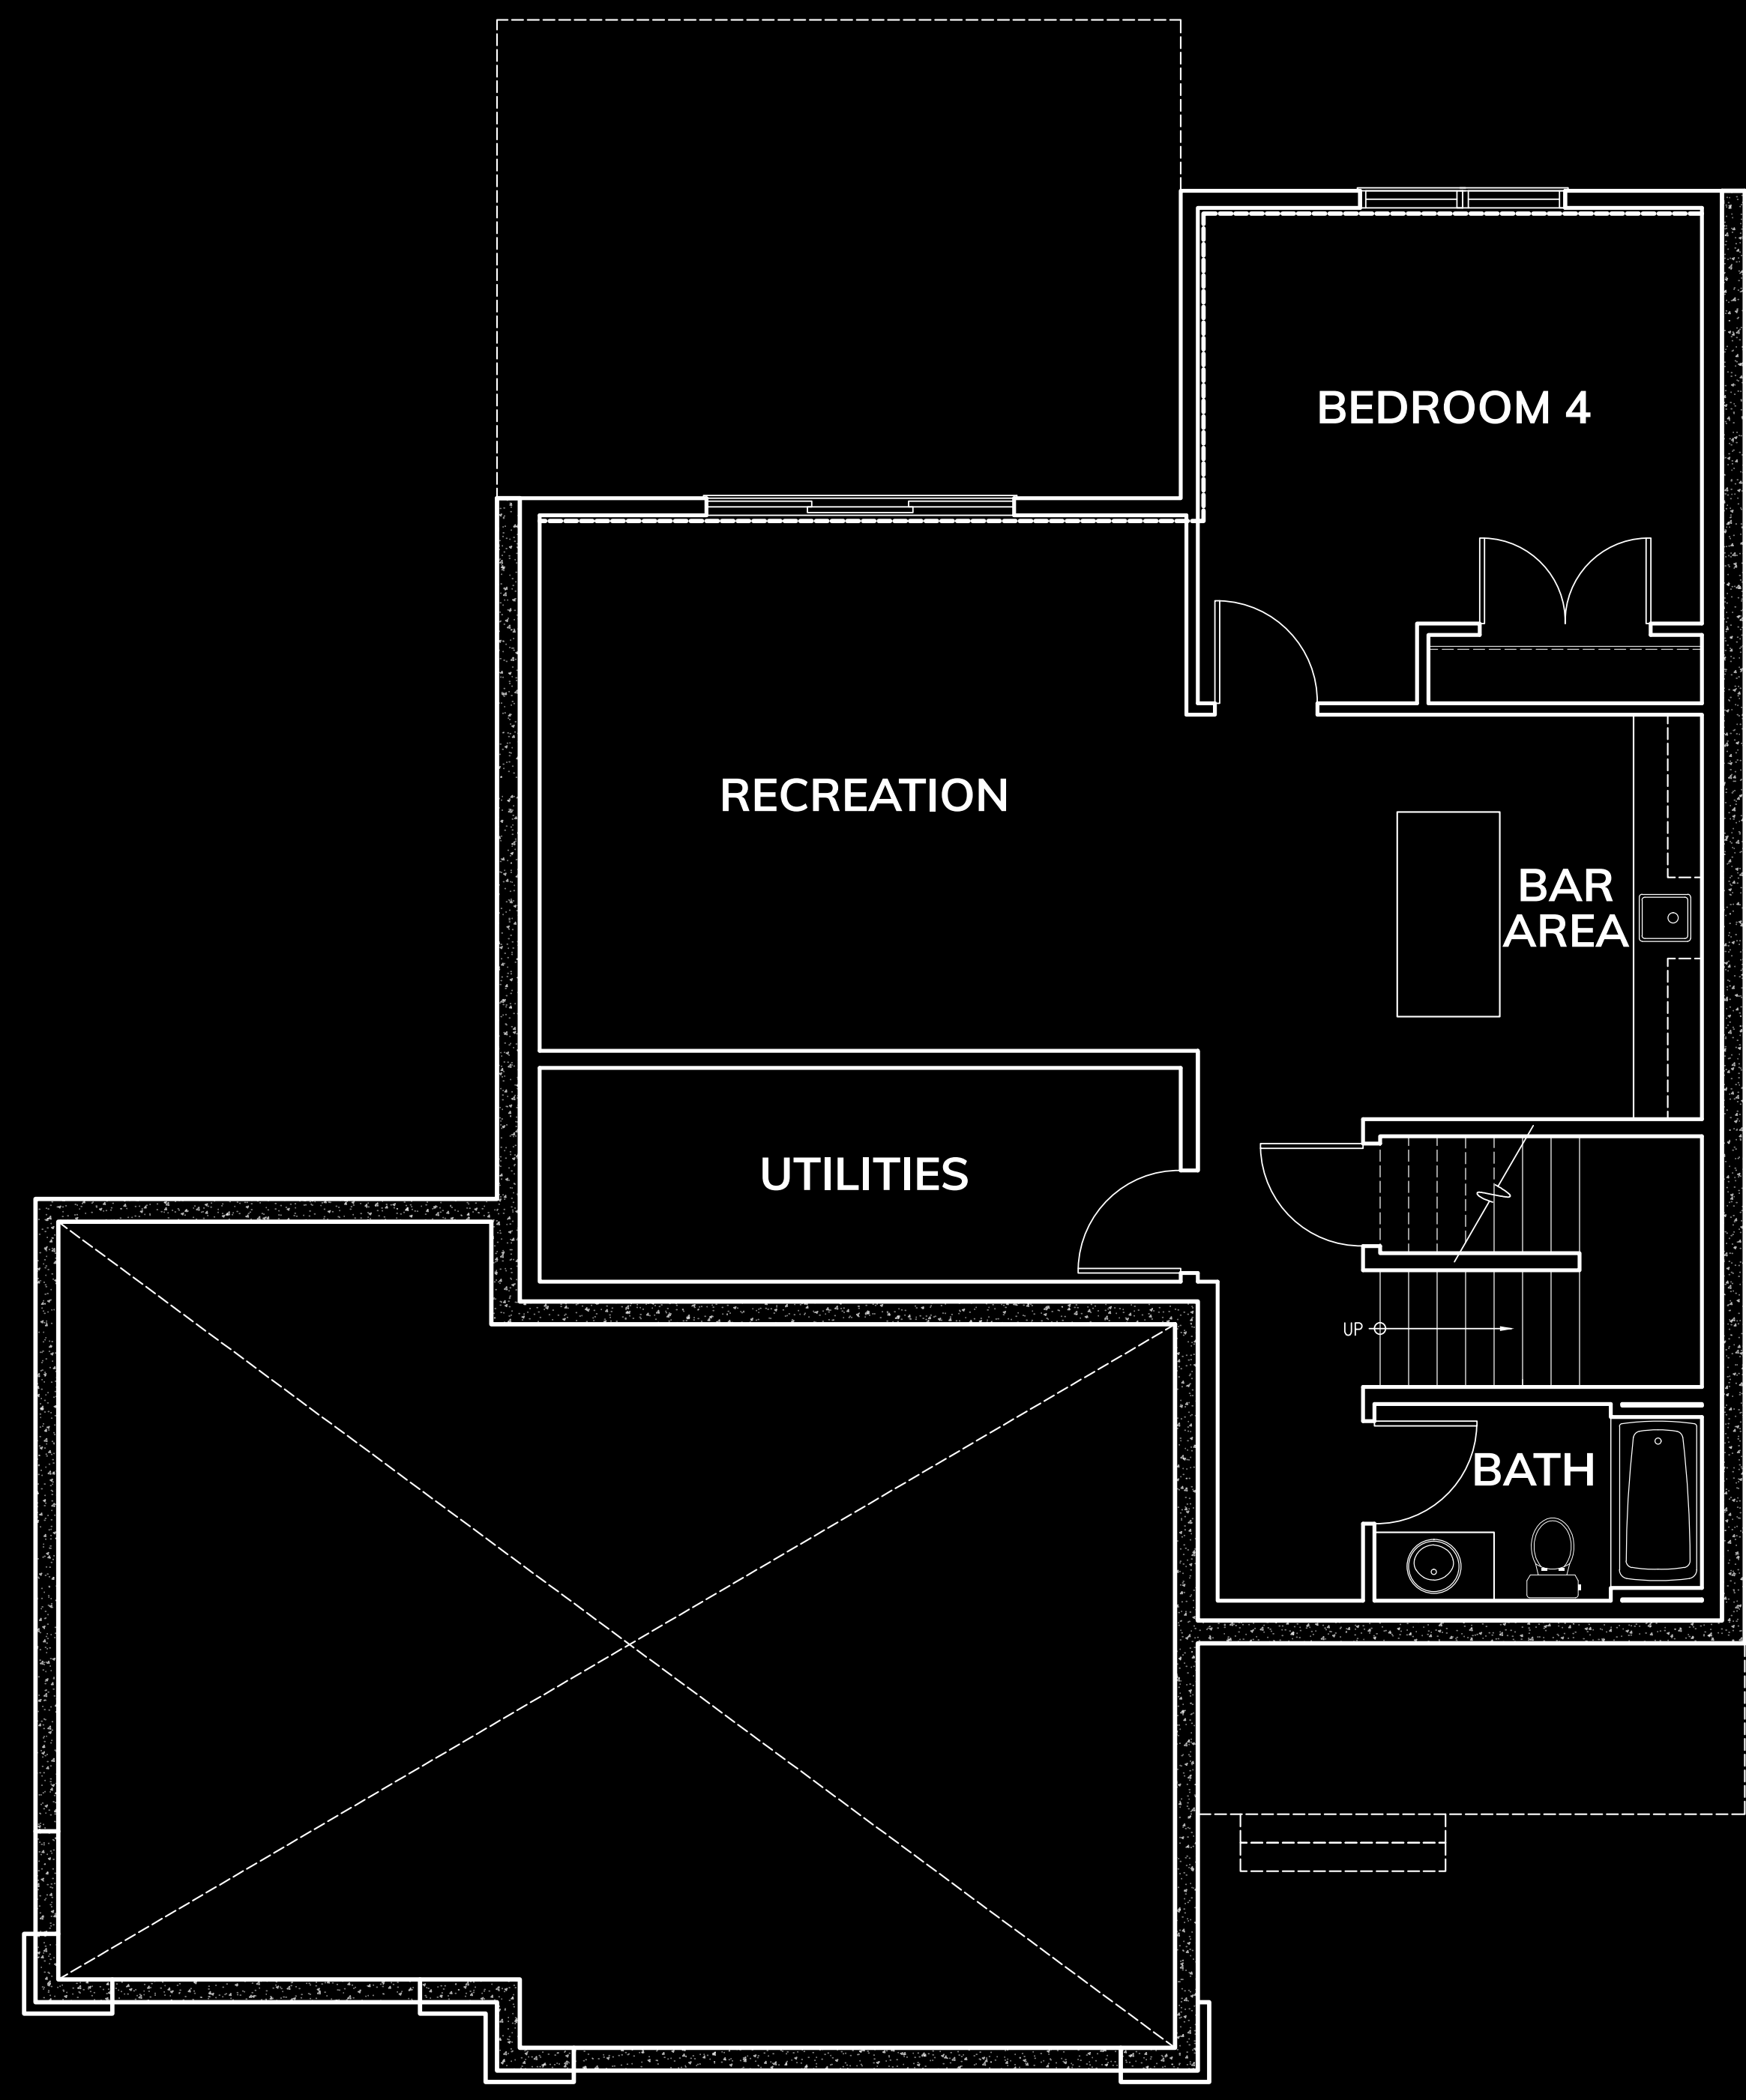 BEDROOM 4
RECREATION
BAR
AREA
UTILITIES
UP
BATH